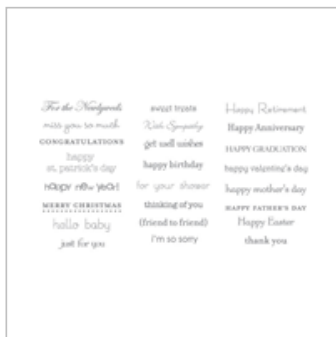 For the Newlyweds
miss you so much
CONGRATULATIONS
happy
st. patrick's day
happy new year!
MERRY CHRISTMAS
hello baby
just for you
sweet treats
With Sympathy
get well wishes
happy birthday
for your shower
thinking of you
(friend to friend)
i'm so sorry
Happy Retirement
Happy Anniversary
HAPPY GRADUATION
happy valentine's day
happy mother's day
HAPPY FATHER'S DAY
Happy Easter
thank you